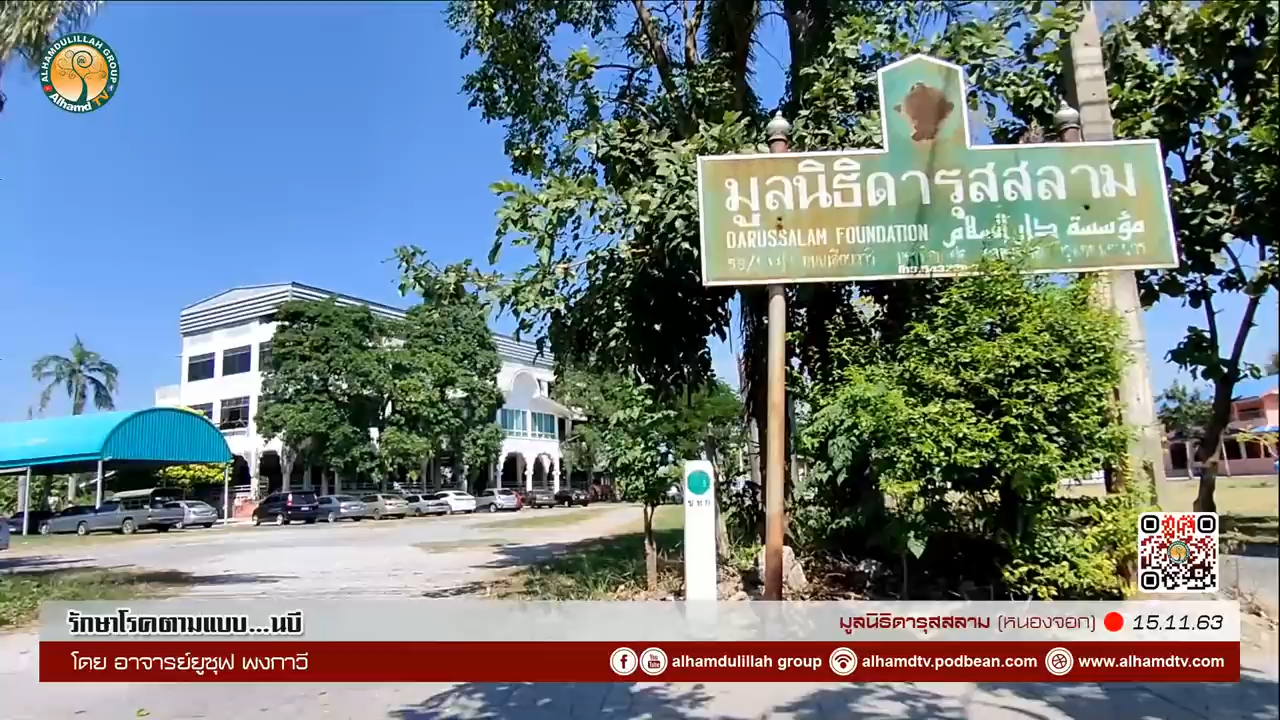 ALHAMDULILLAH GROUP
Alhamd TV
มูลนิธิดารุสสลาม
DARUSSALAM FOUNDATION مؤسسة دار السلام
รักษาโรคตามแบบ...นบี
มูลนิธิดารุสสลาม (หนองจอก) 15.11.63
โดย อาจารย์ยูซุฟ พงกาวี
alhamdulillah group alhamdtv.podbean.com www.alhamdtv.com